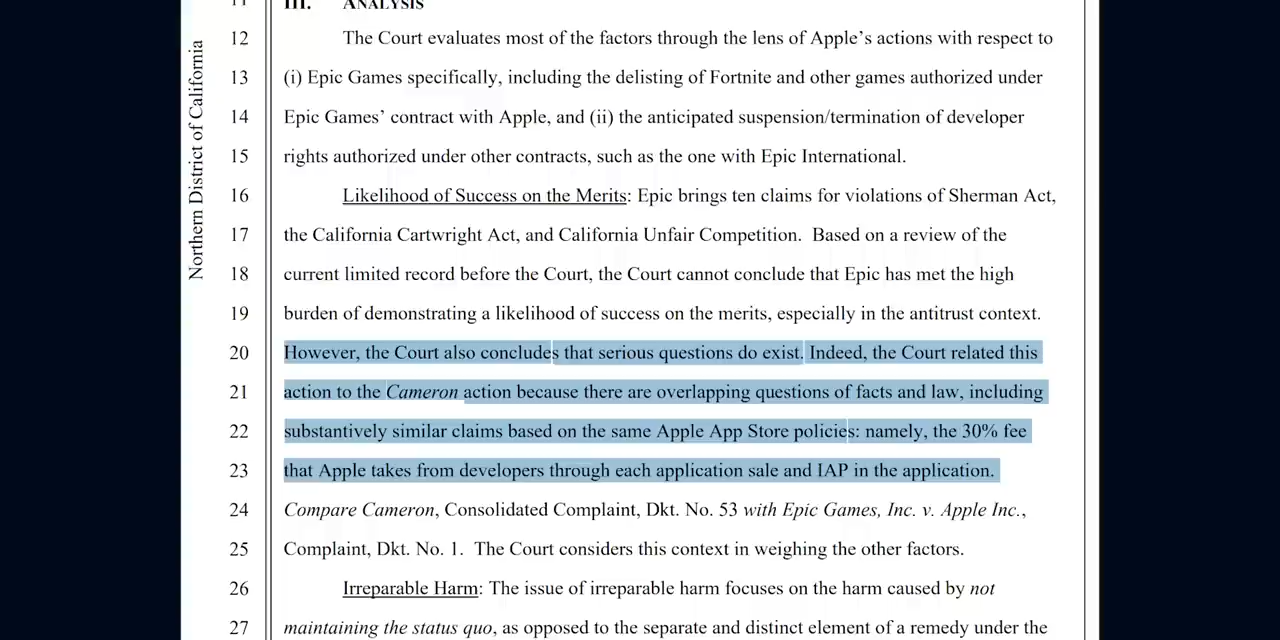 11 III. ANALYSIS
12 The Court evaluates most of the factors through the lens of Apple’s actions with respect to
13 (i) Epic Games specifically, including the delisting of Fortnite and other games authorized under
14 Epic Games’ contract with Apple, and (ii) the anticipated suspension/termination of developer
15 rights authorized under other contracts, such as the one with Epic International.
16 Likelihood of Success on the Merits: Epic brings ten claims for violations of Sherman Act,
17 the California Cartwright Act, and California Unfair Competition. Based on a review of the
18 current limited record before the Court, the Court cannot conclude that Epic has met the high
19 burden of demonstrating a likelihood of success on the merits, especially in the antitrust context.
20 However, the Court also concludes that serious questions do exist. Indeed, the Court related this
21 action to the Cameron action because there are overlapping questions of facts and law, including
22 substantively similar claims based on the same Apple App Store policies: namely, the 30% fee
23 that Apple takes from developers through each application sale and IAP in the application.
24 Compare Cameron, Consolidated Complaint, Dkt. No. 53 with Epic Games, Inc. v. Apple Inc.,
25 Complaint, Dkt. No. 1. The Court considers this context in weighing the other factors.
26 Irreparable Harm: The issue of irreparable harm focuses on the harm caused by not
27 maintaining the status quo, as opposed to the separate and distinct element of a remedy under the
Northern District of California